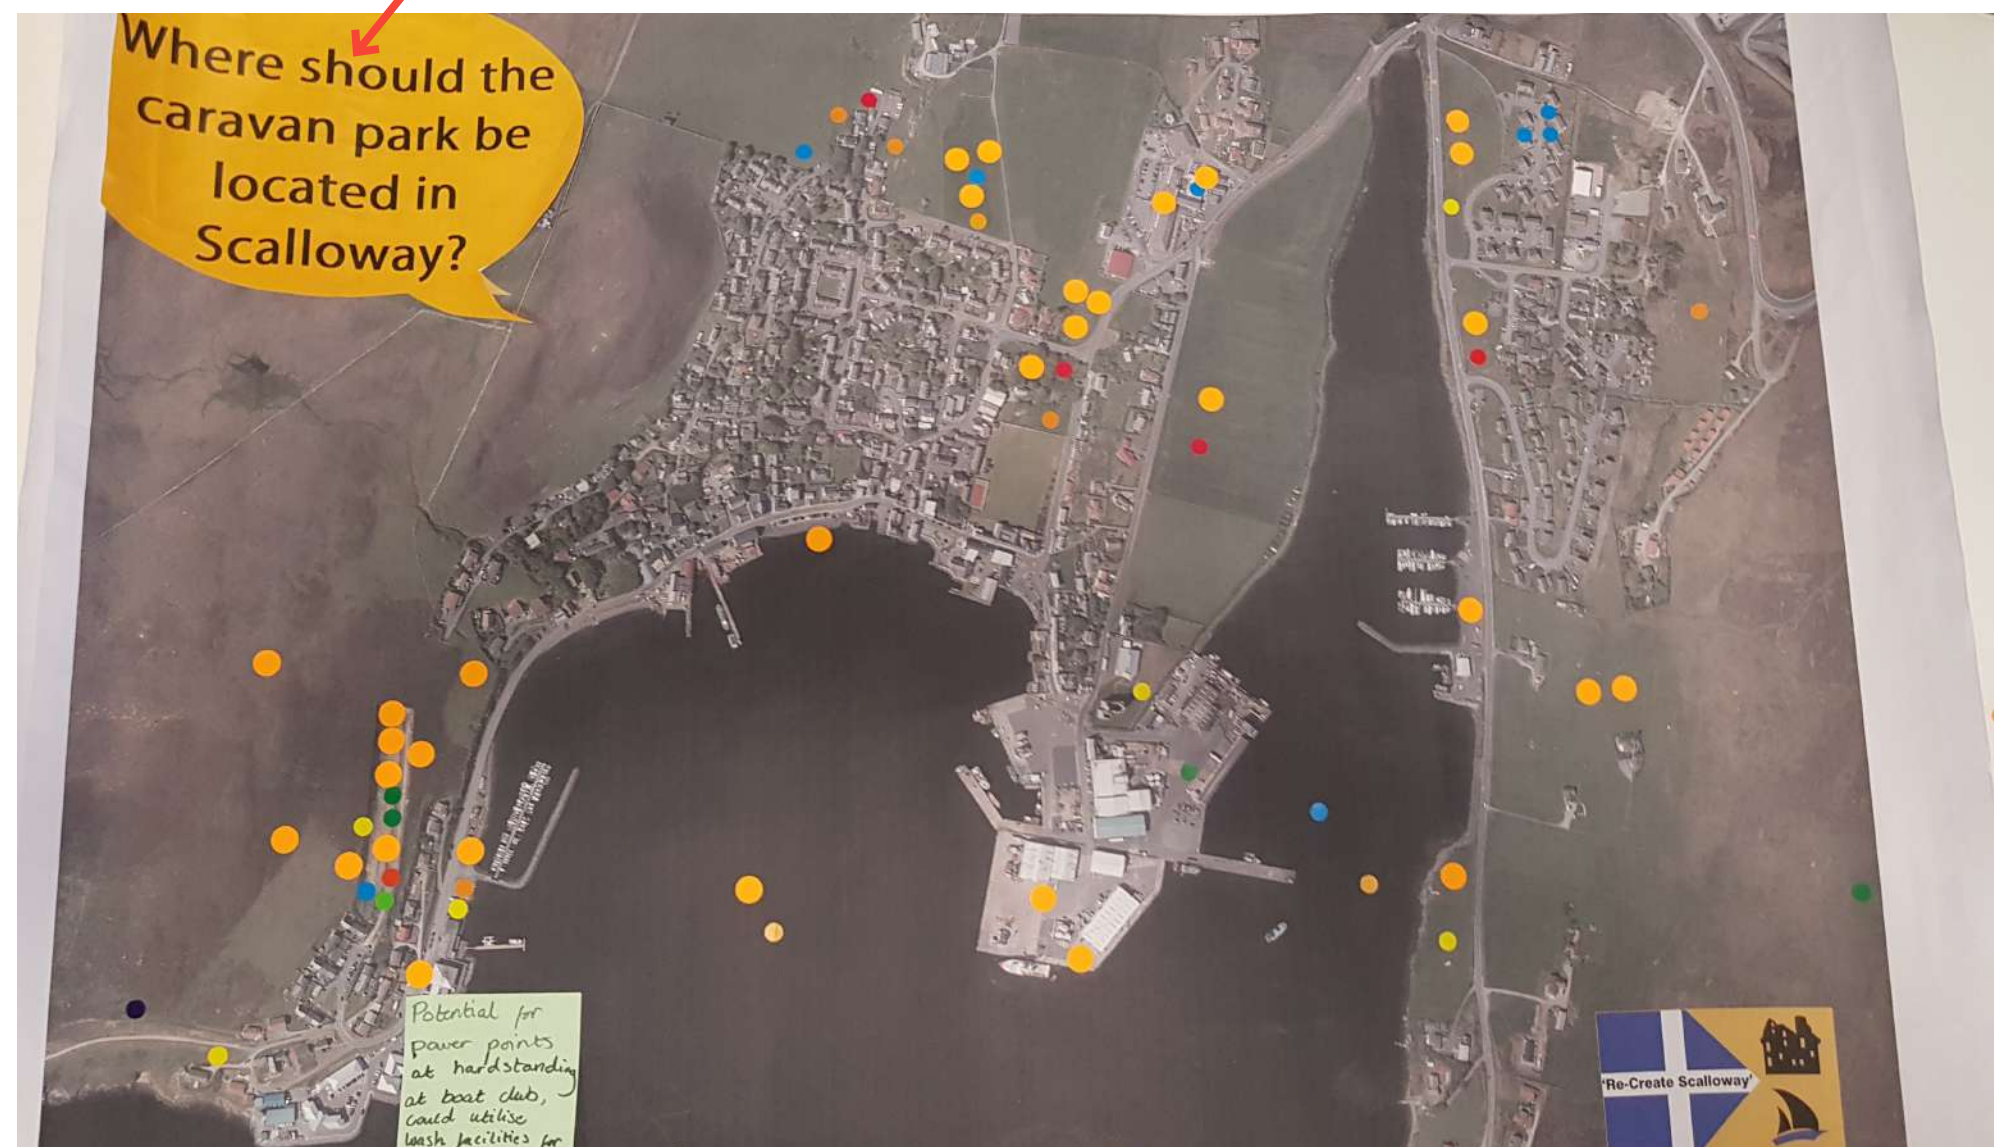 Where should the
caravan park be
located in
Scalloway?
Potential for
power points
at hardstanding
at boat club,
could utilise
wash facilities for
'Re-Create Scalloway'